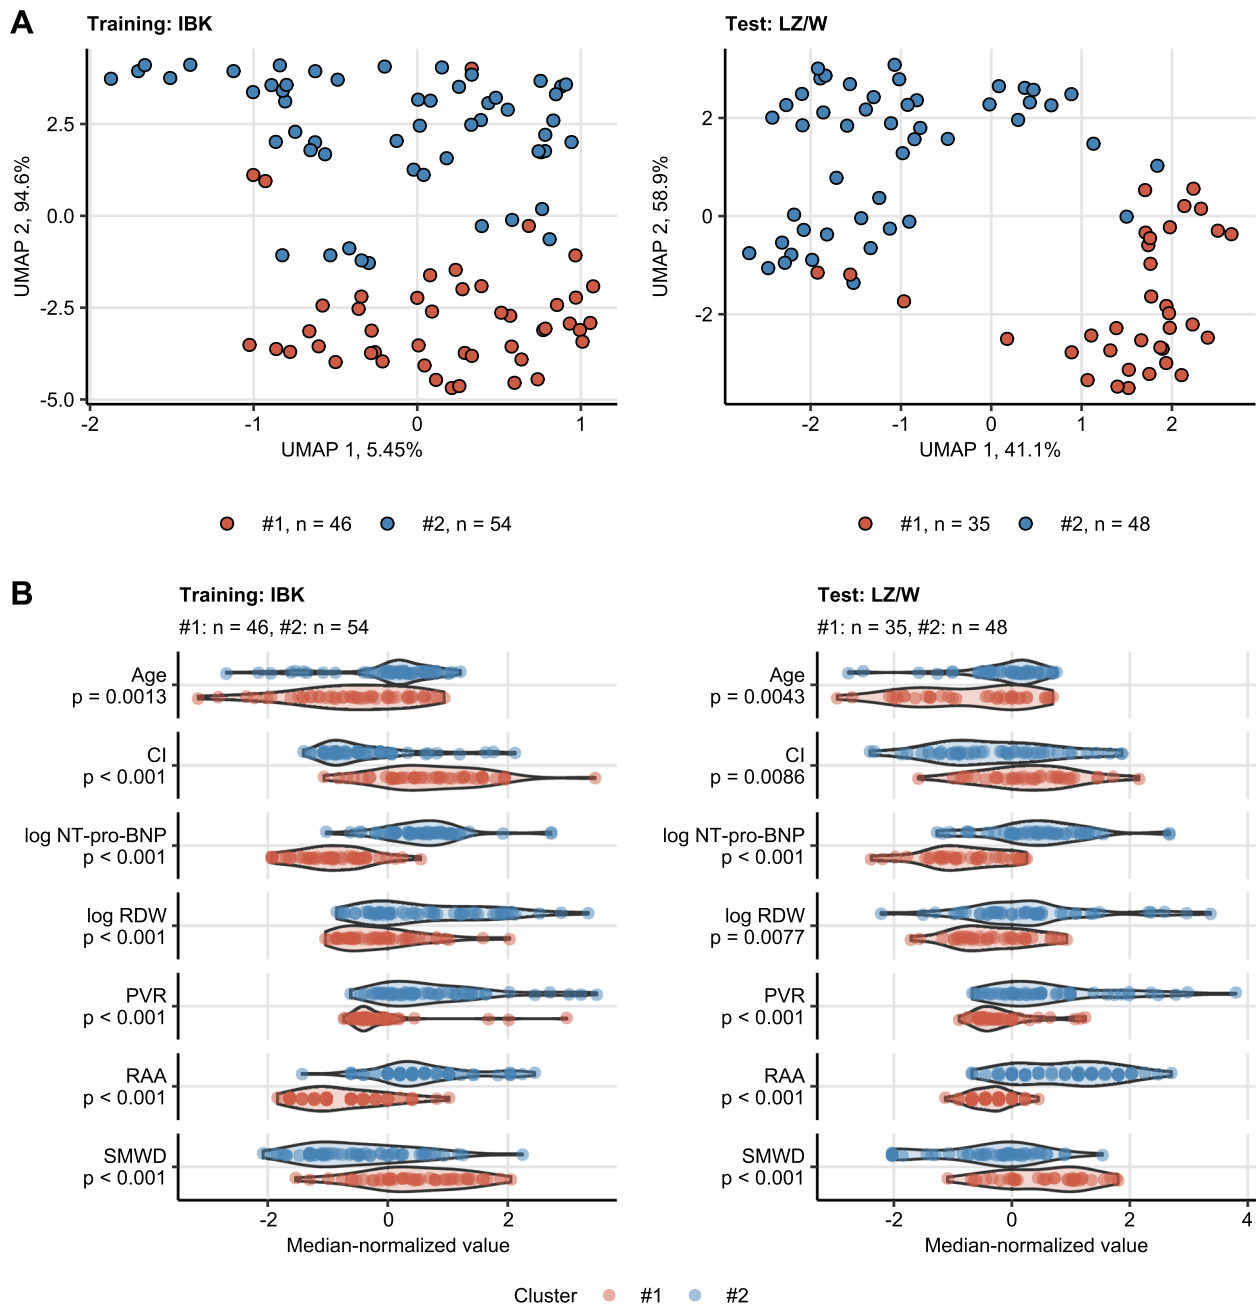 A
Training: IBK
Test: LZ/W
UMAP 2, 94.6%
2.5
0.0
-2.5
-5.0
-2
-1
0
1
UMAP 1, 5.45%
UMAP 2, 58.9%
2
0
-2
-2
-1
0
1
2
UMAP 1, 41.1%
#1, n = 46
#2, n = 54
#1, n = 35
#2, n = 48
B
Training: IBK
#1: n = 46, #2: n = 54
Age
p = 0.0013
CI
p < 0.001
log NT-pro-BNP
p < 0.001
log RDW
p < 0.001
PVR
p < 0.001
RAA
p < 0.001
SMWD
p < 0.001
-2
0
2
Median-normalized value
Test: LZ/W
#1: n = 35, #2: n = 48
Age
p = 0.0043
CI
p = 0.0086
log NT-pro-BNP
p < 0.001
log RDW
p = 0.0077
PVR
p < 0.001
RAA
p < 0.001
SMWD
p < 0.001
-2
0
2
4
Median-normalized value
Cluster
#1
#2